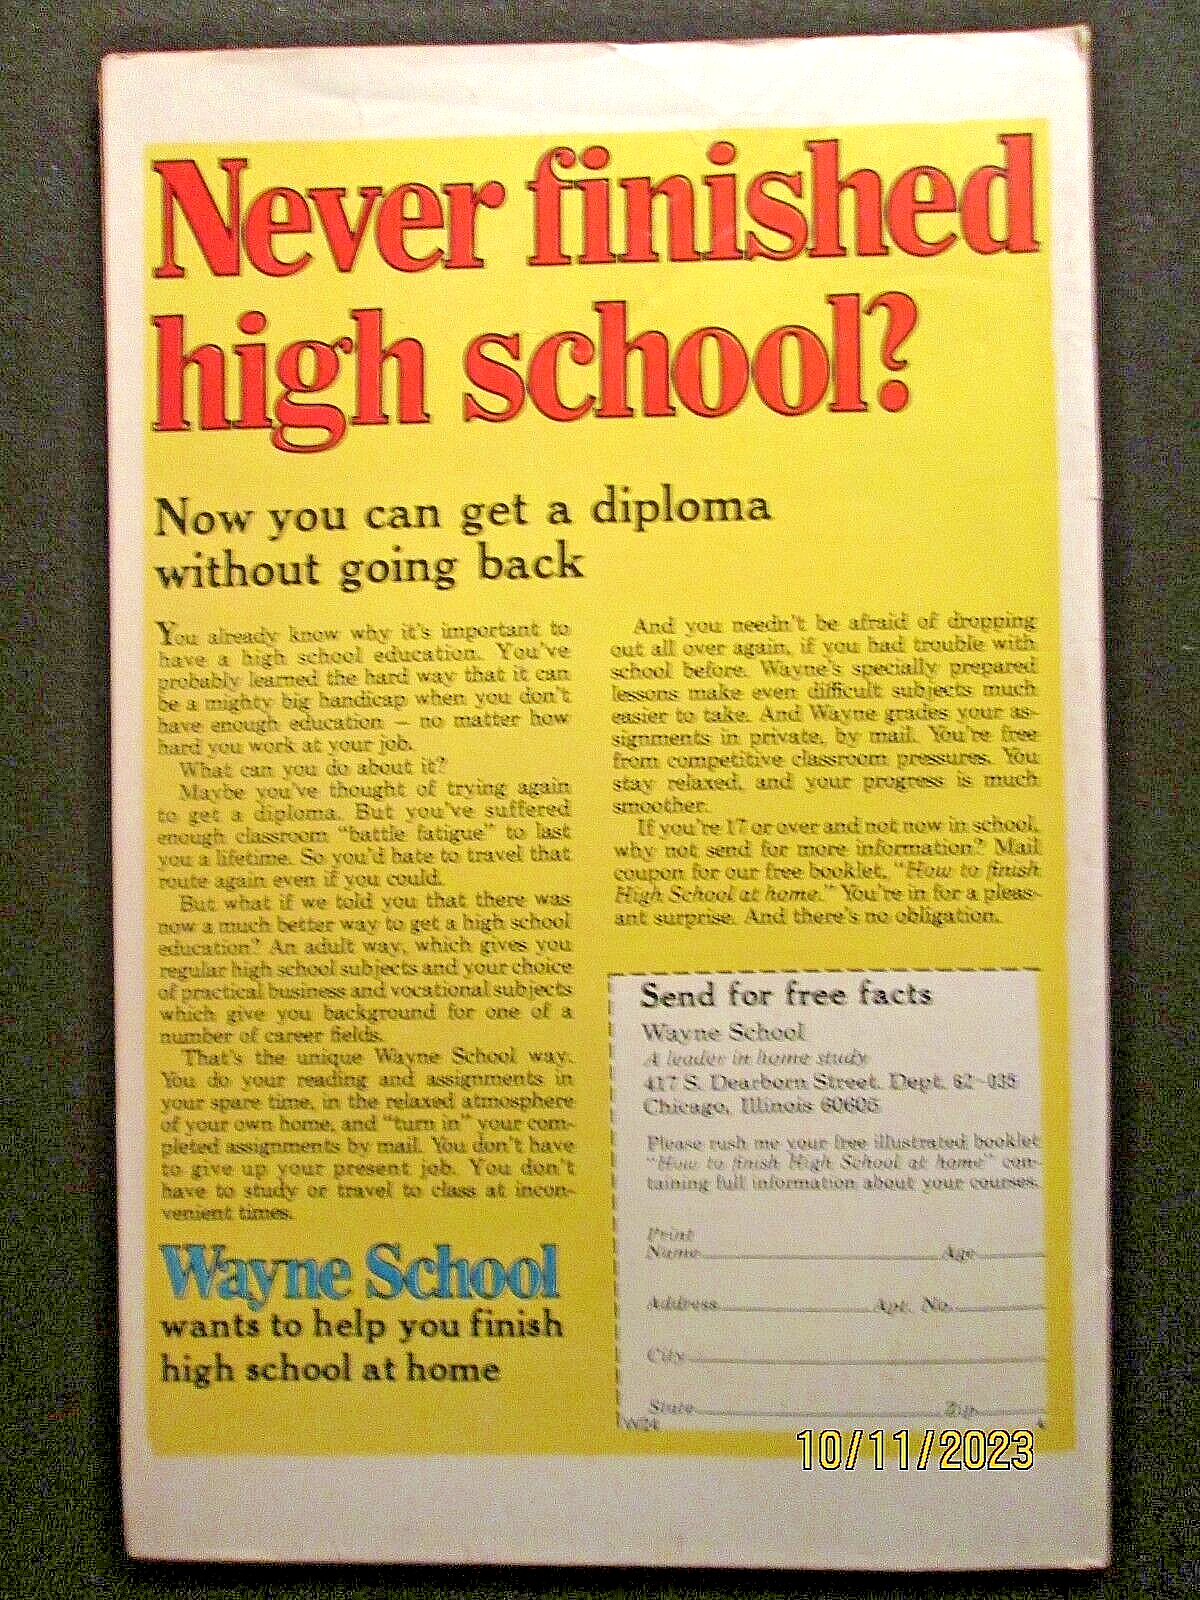 Never finished
high school?
Now you can get a diploma
without going back
You already know why it's important to
have a high school education. You've
probably learned the hard way that it can
be a mighty big handicap when you don't
have enough education — no matter how
hard you work at your job.
What can you do about it?
Maybe you've thought of trying again
to get a diploma. But you've suffered
enough classroom "battle fatigue" to last
you a lifetime. So you'd hate to travel that
route again even if you could.
But what if we told you that there was
now a much better way to get a high school
education? An adult way, which gives you
regular high school subjects and your choice
of practical business and vocational subjects
which give you background for one of a
number of career fields.
That's the unique Wayne School way.
You do your reading and assignments in
your spare time, in the relaxed atmosphere
of your own home, and "turn in" your com-
pleted assignments by mail. You don't have
to give up your present job. You don't
have to study or travel to class at incon-
venient times.
Wayne School
wants to help you finish
high school at home
And you needn't be afraid of dropping
out all over again, if you had trouble with
school before. Wayne's specially prepared
lessons make even difficult subjects much
easier to take. And Wayne grades your as-
signments in private, by mail. You're free
from competitive classroom pressures. You
stay relaxed, and your progress is much
smoother.
If you're 17 or over and not now in school,
why not send for more information? Mail
coupon for our free booklet, "How to finish
High School at home." You're in for a pleas-
ant surprise. And there's no obligation.
Send for free facts
Wayne School
A leader in home study
417 S. Dearborn Street, Dept. 62-035
Chicago, Illinois 60605
Please rush me your free illustrated booklet
"How to finish High School at home" con-
taining full information about your courses.
Print
Name Age
Address Apt. No.
City
State Zip
W24
10/11/2023